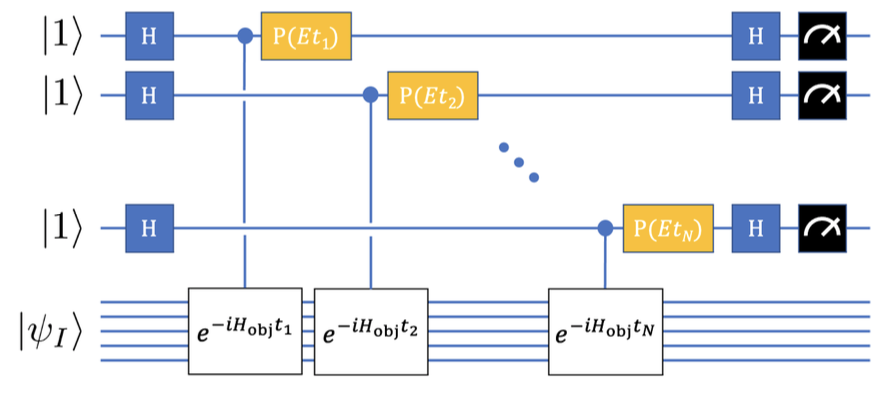 |1⟩ H P(Et₁) H
|1⟩ H P(Et₂) H
|1⟩ H P(Et_N) H
|ψ_I⟩ e^{-iH_obj t₁} e^{-iH_obj t₂} e^{-iH_obj t_N}